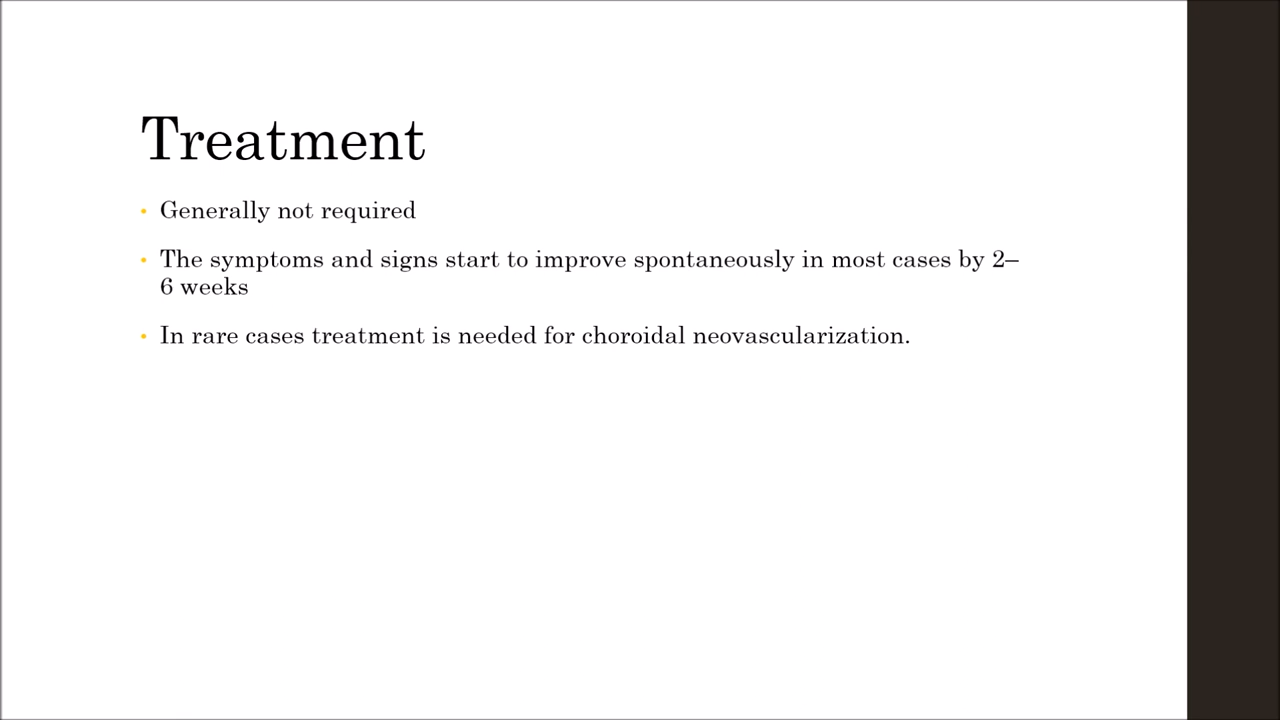 Treatment
• Generally not required
• The symptoms and signs start to improve spontaneously in most cases by 2–
6 weeks
• In rare cases treatment is needed for choroidal neovascularization.